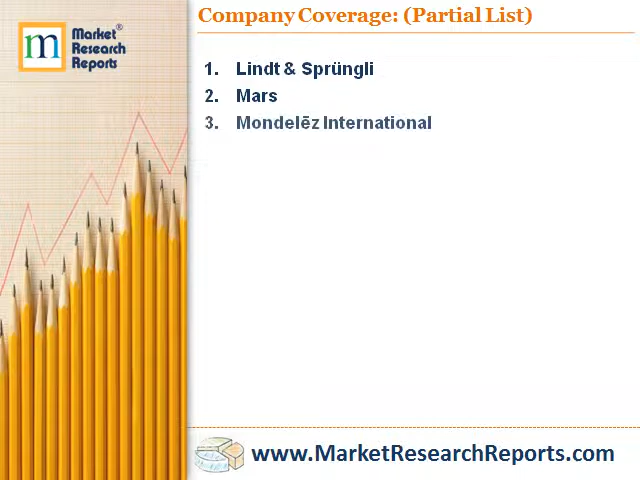 Company Coverage: (Partial List)
m
Market®
Research
Reports
1. Lindt & Sprüngli
2. Mars
3. Mondelēz International
www.MarketResearchReports.com